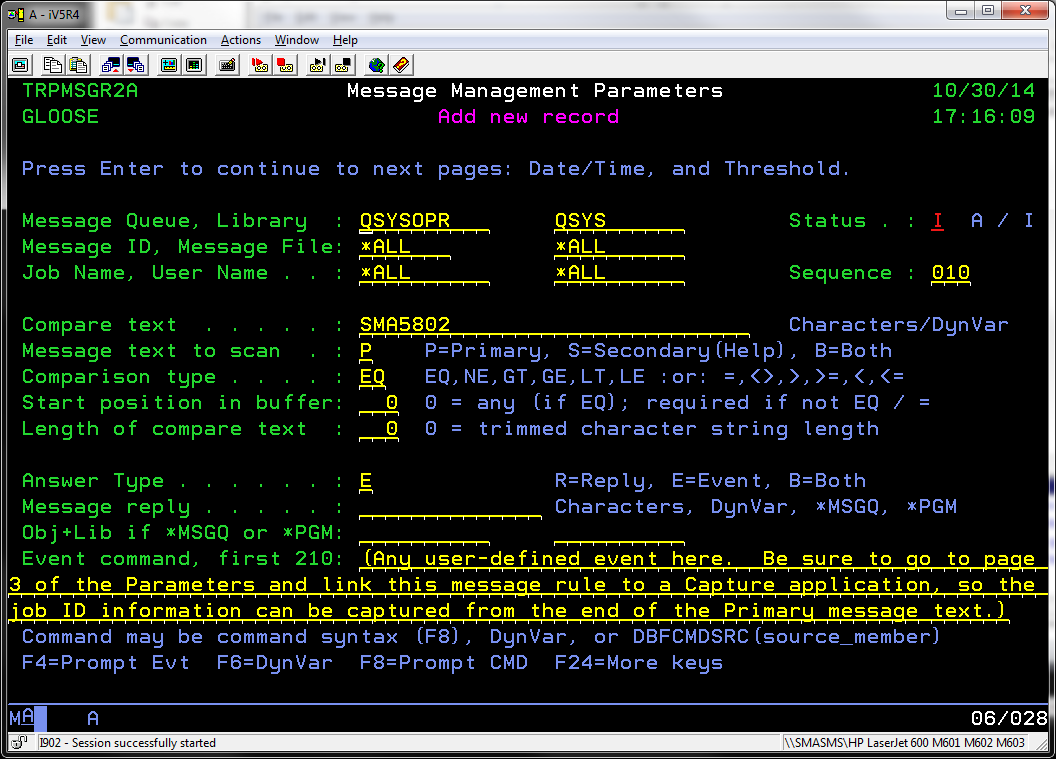 A - iV5R4
File Edit View Communication Actions Window Help
TRPMSGR2A Message Management Parameters 10/30/14
GLOOSE Add new record 17:16:09
Press Enter to continue to next pages: Date/Time, and Threshold.
Message Queue, Library : QSYSOPR QSYS Status . : I A / I
Message ID, Message File: *ALL *ALL
Job Name, User Name . . : *ALL *ALL Sequence : 010
Compare text . . . . . . : SMA5802 Characters/DynVar
Message text to scan . : P P=Primary, S=Secondary(Help), B=Both
Comparison type . . . . : EQ EQ,NE,GT,GE,LT,LE :or: =,<>,>,>=,<,<=
Start position in buffer: 0 0 = any (if EQ); required if not EQ / =
Length of compare text : 0 0 = trimmed character string length
Answer Type . . . . . . . : E R=Reply, E=Event, B=Both
Message reply . . . . . : Characters, DynVar, *MSGQ, *PGM
Obj+Lib if *MSGQ or *PGM:
Event command, first 210: (Any user-defined event here. Be sure to go to page
3 of the Parameters and link this message rule to a Capture application, so the
job ID information can be captured from the end of the Primary message text.)
Command may be command syntax (F8), DynVar, or DBFCMDSRC(source_member)
F4=Prompt Evt F6=DynVar F8=Prompt CMD F24=More keys
MA A 06/028
I902 - Session successfully started \\SMASMS\HP LaserJet 600 M601 M602 M603